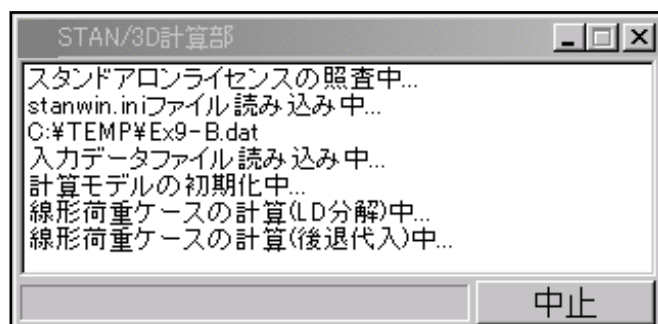 STAN/3D計算部
スタンドアロンライセンスの照査中...
stanwin.iniファイル読み込み中...
C:¥TEMP¥Ex9-B.dat
入力データファイル読み込み中...
計算モデルの初期化中...
線形荷重ケースの計算(LD分解)中...
線形荷重ケースの計算(後退代入)中...
中止